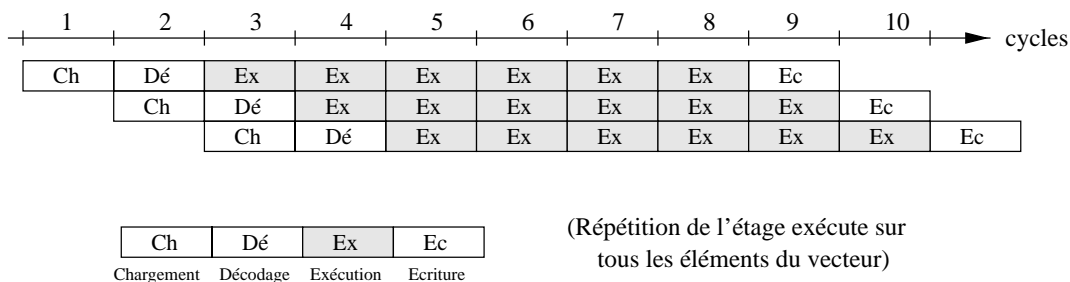 1 2 3 4 5 6 7 8 9 10
cycles
Ch Dé Ex Ex Ex Ex Ex Ex Ec
Ch Dé Ex Ex Ex Ex Ex Ex Ec
Ch Dé Ex Ex Ex Ex Ex Ex Ec
(Répétition de l'étage exécute sur
tous les éléments du vecteur)
Ch Dé Ex Ec
Chargement Décodage Exécution Ecriture